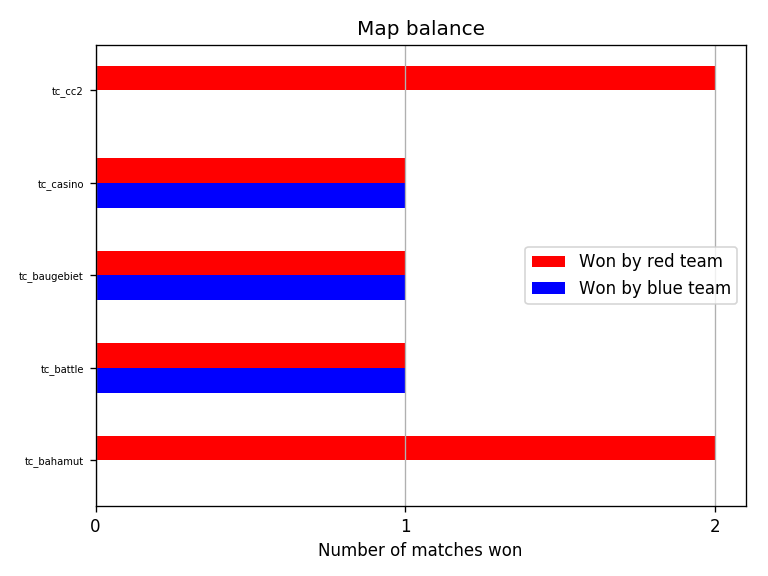 Map balance
tc_cc2
tc_casino
tc_baugebiet
tc_battle
tc_bahamut
Won by red team
Won by blue team
0 1 2
Number of matches won